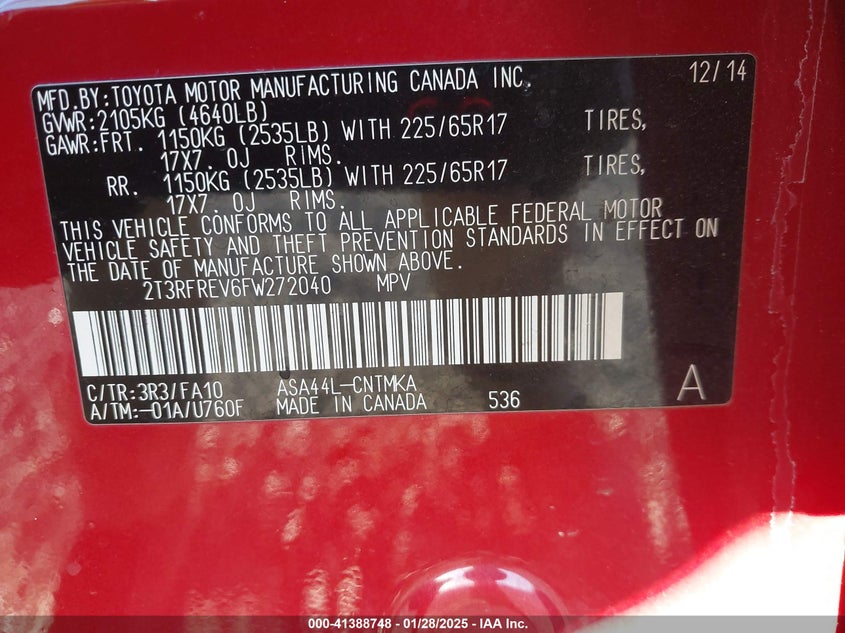 MFD.BY:TOYOTA MOTOR MANUFACTURING CANADA INC. 12/14
GVWR:2105KG (4640LB)
GAWR:FRT. 1150KG (2535LB) WITH 225/65R17 TIRES,
17X7.0J RIMS.
RR. 1150KG (2535LB) WITH 225/65R17 TIRES,
17X7.0J RIMS.
THIS VEHICLE CONFORMS TO ALL APPLICABLE FEDERAL MOTOR
VEHICLE SAFETY AND THEFT PREVENTION STANDARDS IN EFFECT ON
THE DATE OF MANUFACTURE SHOWN ABOVE.
2T3RFREV6FW272040 MPV
C/TR:3R3/FA10 ASA44L-CNTMKA
A/TM:-01A/U760F MADE IN CANADA 536 A
000-41388748 - 01/28/2025 - IAA Inc.